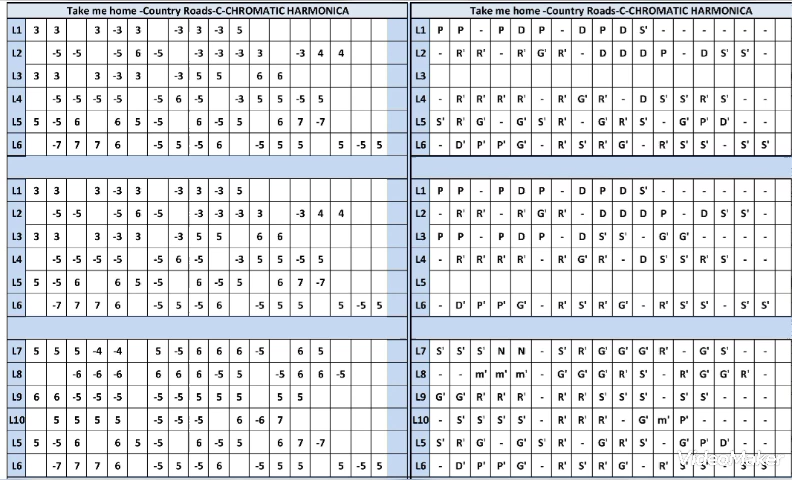 Take me home -Country Roads-C-CHROMATIC HARMONICA
L1 3 3 3 -3 3 -3 3 -3 5
L2 -5 -5 -5 6 -5 -3 -3 -3 3 -3 4 4
L3 3 3 3 -3 3 -3 5 5 6 6
L4 -5 -5 -5 -5 -5 6 -5 -3 5 5 -5 5
L5 5 -5 6 6 5 -5 6 -5 5 6 7 -7
L6 -7 7 7 6 -5 5 -5 6 -5 5 5 5 -5 5
L1 3 3 3 -3 3 -3 3 -3 5
L2 -5 -5 -5 6 -5 -3 -3 -3 3 -3 4 4
L3 3 3 3 -3 3 -3 5 5 6 6
L4 -5 -5 -5 -5 -5 6 -5 -3 5 5 -5 5
L5 5 -5 6 6 5 -5 6 -5 5 6 7 -7
L6 -7 7 7 6 -5 5 -5 6 -5 5 5 5 -5 5
L7 5 5 5 -4 -4 5 -5 6 6 6 -5 6 5
L8 -6 -6 -6 6 6 6 -5 5 -5 6 6 -5
L9 6 6 -5 -5 -5 -5 -5 5 5 5 5 5
L10 5 5 5 5 -5 -5 -5 6 -6 7
L5 5 -5 6 6 5 -5 6 -5 5 6 7 -7
L6 -7 7 7 6 -5 5 -5 6 -5 5 5 5 -5 5
Take me home -Country Roads-C-CHROMATIC HARMONICA
L1 P P - P D P - D P D S' - - - - - -
L2 - R' R' - R' G' R' - D D D P - D S' S' -
L3
L4 - R' R' R' R' - R' G' R' - D S' S' R' S' - -
L5 S' R' G' - G' S' R' - G' R' S' - G' P' D' - -
L6 - D' P' P' G' - R' S' R' G' - R' S' S' - S' S'
L1 P P - P D P - D P D S' - - - - - -
L2 - R' R' - R' G' R' - D D D P - D S' S' -
L3 P P - P D P - D S' S' - G' G' - - - -
L4 - R' R' R' R' - R' G' R' - D S' S' R' S' - -
L5
L6 - D' P' P' G' - R' S' R' G' - R' S' S' - S' S'
L7 S' S' S' N N - S' R' G' G' G' R' - G' S' - -
L8 - - m' m' m' - G' G' G' R' S' - R' G' G' R' -
L9 G' G' R' R' R' - R' R' S' S' S' - S' S' - - -
L10 - S' S' S' S' - R' R' R' - G' m' P' - - - -
L5 S' R' G' - G' S' R' - G' R' S' - G' P' D' - -
L6 - D' P' P' G' - R' S' R' G' - R' S' S' - S' S'
VideoMaker